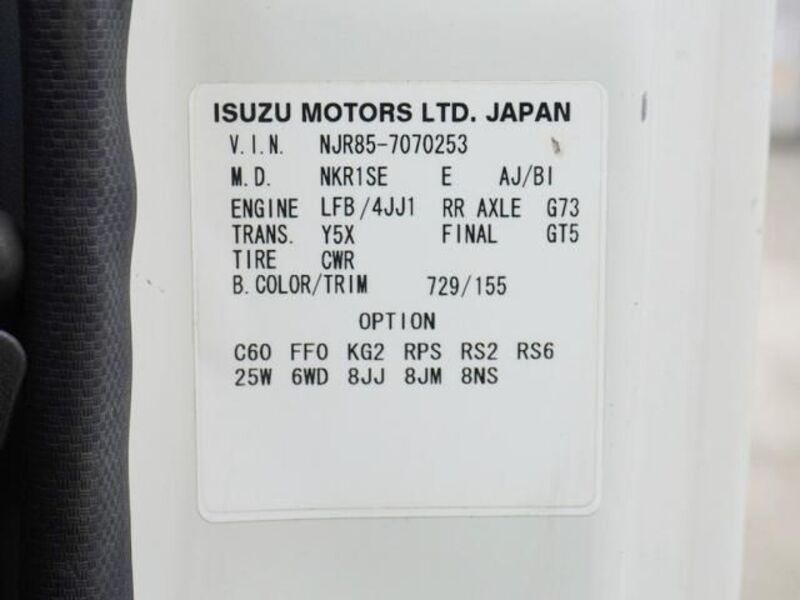 ISUZU MOTORS LTD. JAPAN
V.I.N. NJR85-7070253
M.D. NKR1SE E AJ/BI
ENGINE LFB/4JJ1 RR AXLE G73
TRANS. Y5X FINAL GT5
TIRE CWR
B.COLOR/TRIM 729/155
OPTION
C60 FF0 KG2 RPS RS2 RS6
25W 6WD 8JJ 8JM 8NS